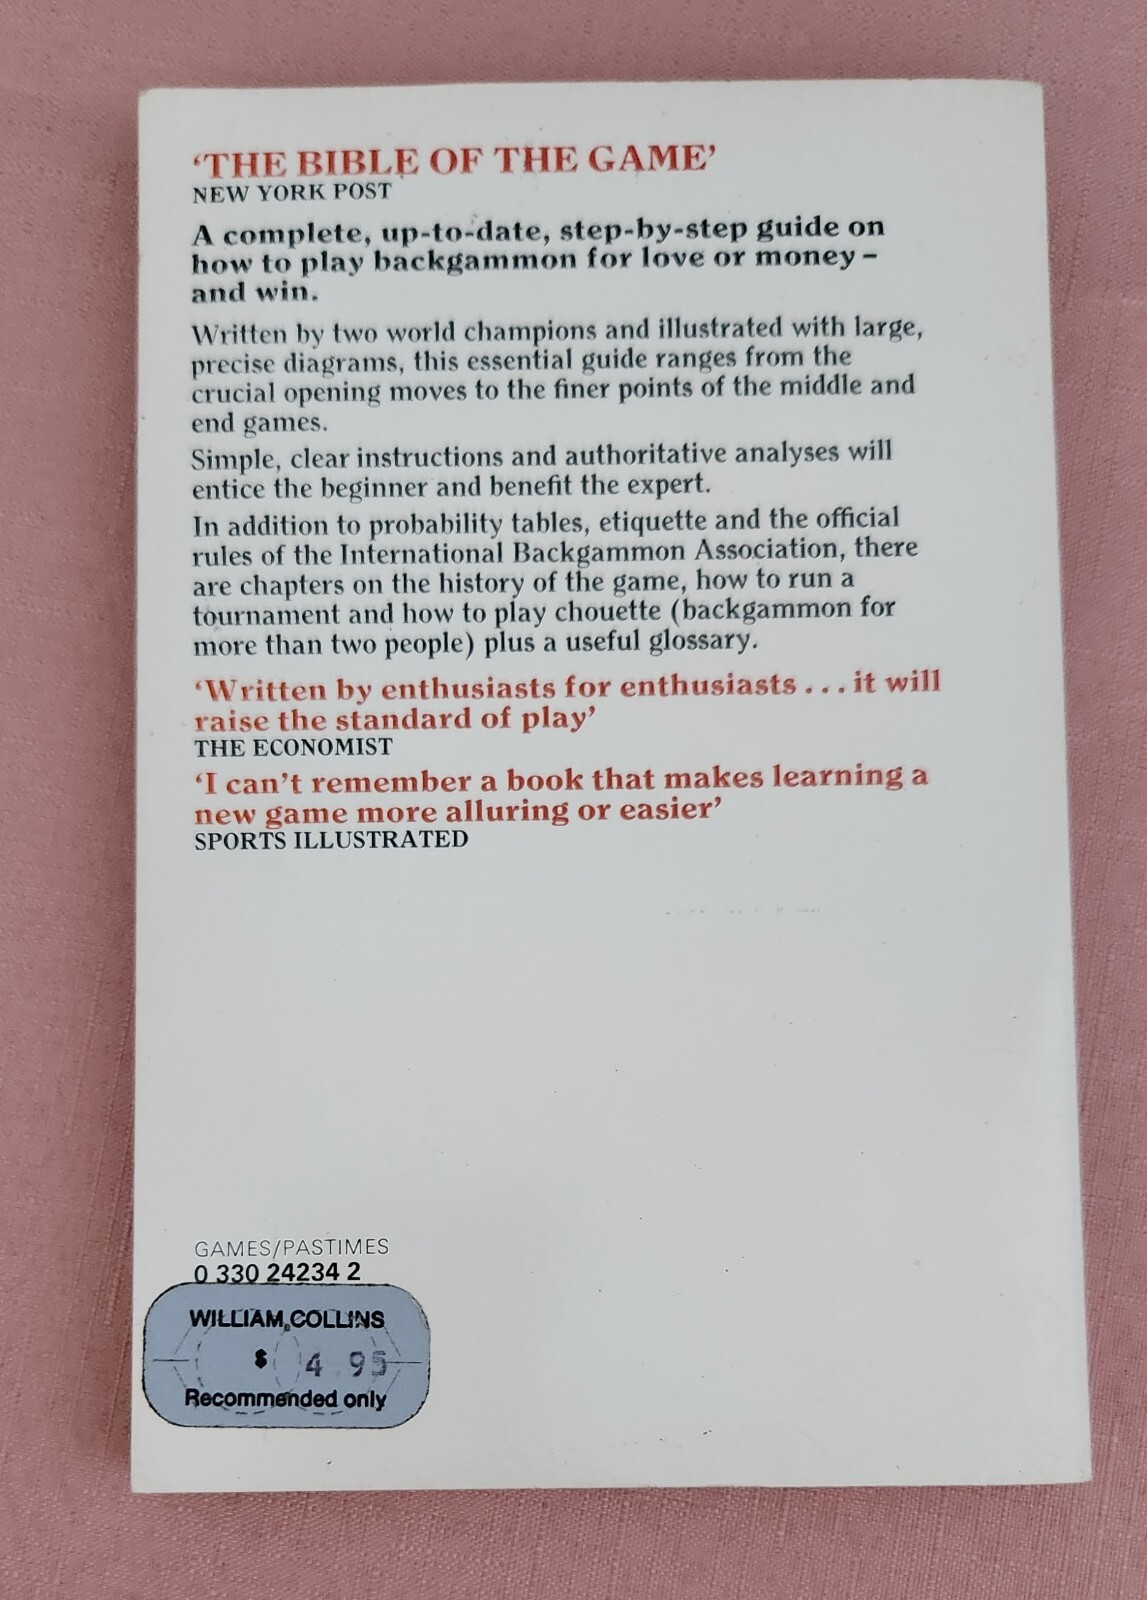 ‘THE BIBLE OF THE GAME’
NEW YORK POST
A complete, up-to-date, step-by-step guide on
how to play backgammon for love or money –
and win.
Written by two world champions and illustrated with large,
precise diagrams, this essential guide ranges from the
crucial opening moves to the finer points of the middle and
end games.
Simple, clear instructions and authoritative analyses will
entice the beginner and benefit the expert.
In addition to probability tables, etiquette and the official
rules of the International Backgammon Association, there
are chapters on the history of the game, how to run a
tournament and how to play chouette (backgammon for
more than two people) plus a useful glossary.
‘Written by enthusiasts for enthusiasts . . . it will
raise the standard of play’
THE ECONOMIST
‘I can’t remember a book that makes learning a
new game more alluring or easier’
SPORTS ILLUSTRATED
GAMES/PASTIMES
0 330 24234 2
WILLIAM COLLINS
$ 4 95
Recommended only